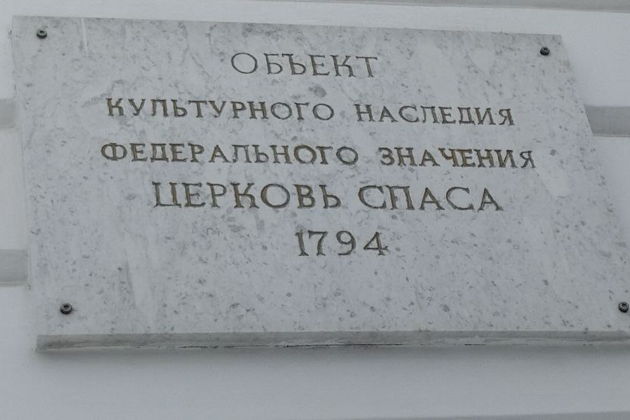 ОБЪЕКТ
КУЛЬТУРНОГО НАСЛЕДИЯ
ФЕДЕРАЛЬНОГО ЗНАЧЕНИЯ
ЦЕРКОВЬ СПАСА
1794